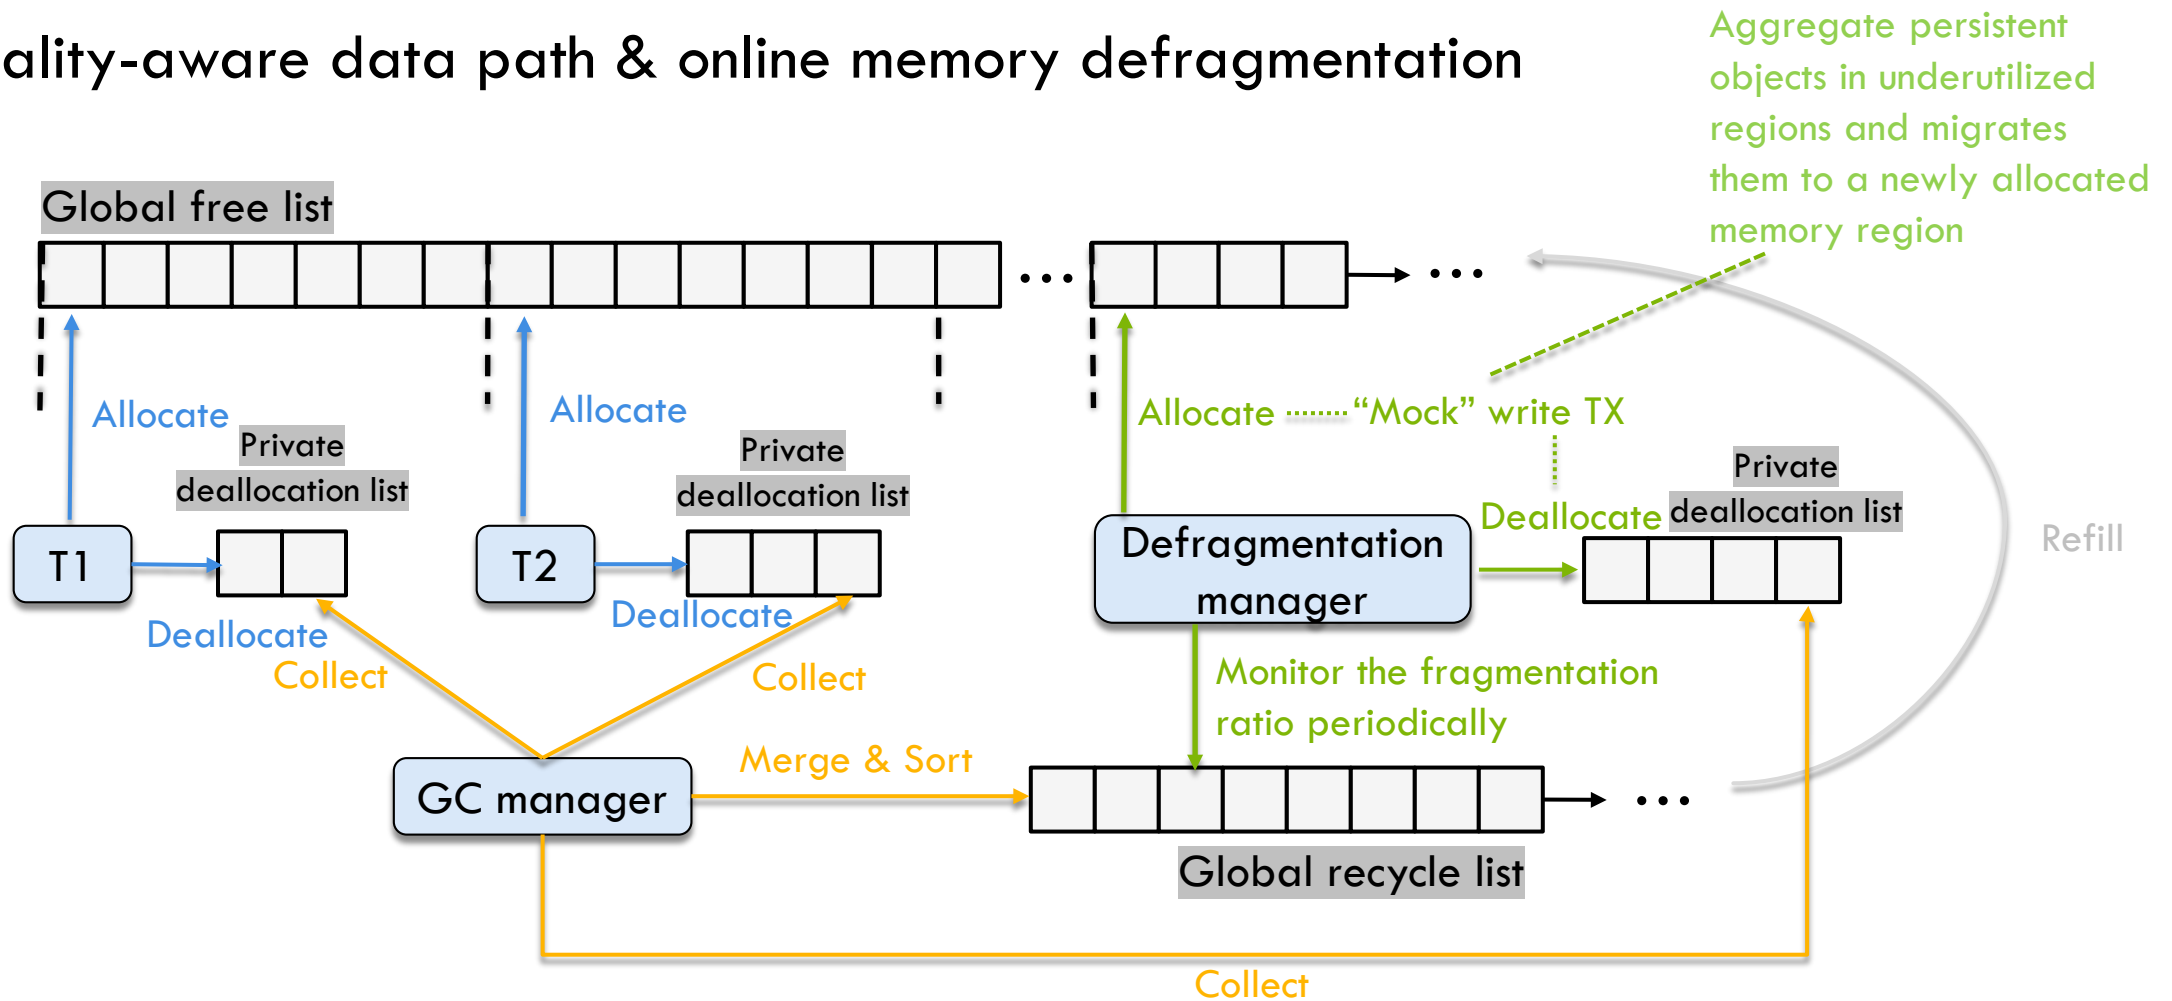 ality-aware data path & online memory defragmentation
Aggregate persistent
objects in underutilized
regions and migrates
them to a newly allocated
memory region
Global free list
...
...
Allocate
Allocate
Allocate
"Mock" write TX
Private
deallocation list
Private
deallocation list
Private
deallocation list
Deallocate
T1
T2
Defragmentation
manager
Refill
Deallocate
Deallocate
Collect
Collect
Monitor the fragmentation
ratio periodically
GC manager
Merge & Sort
...
Global recycle list
Collect